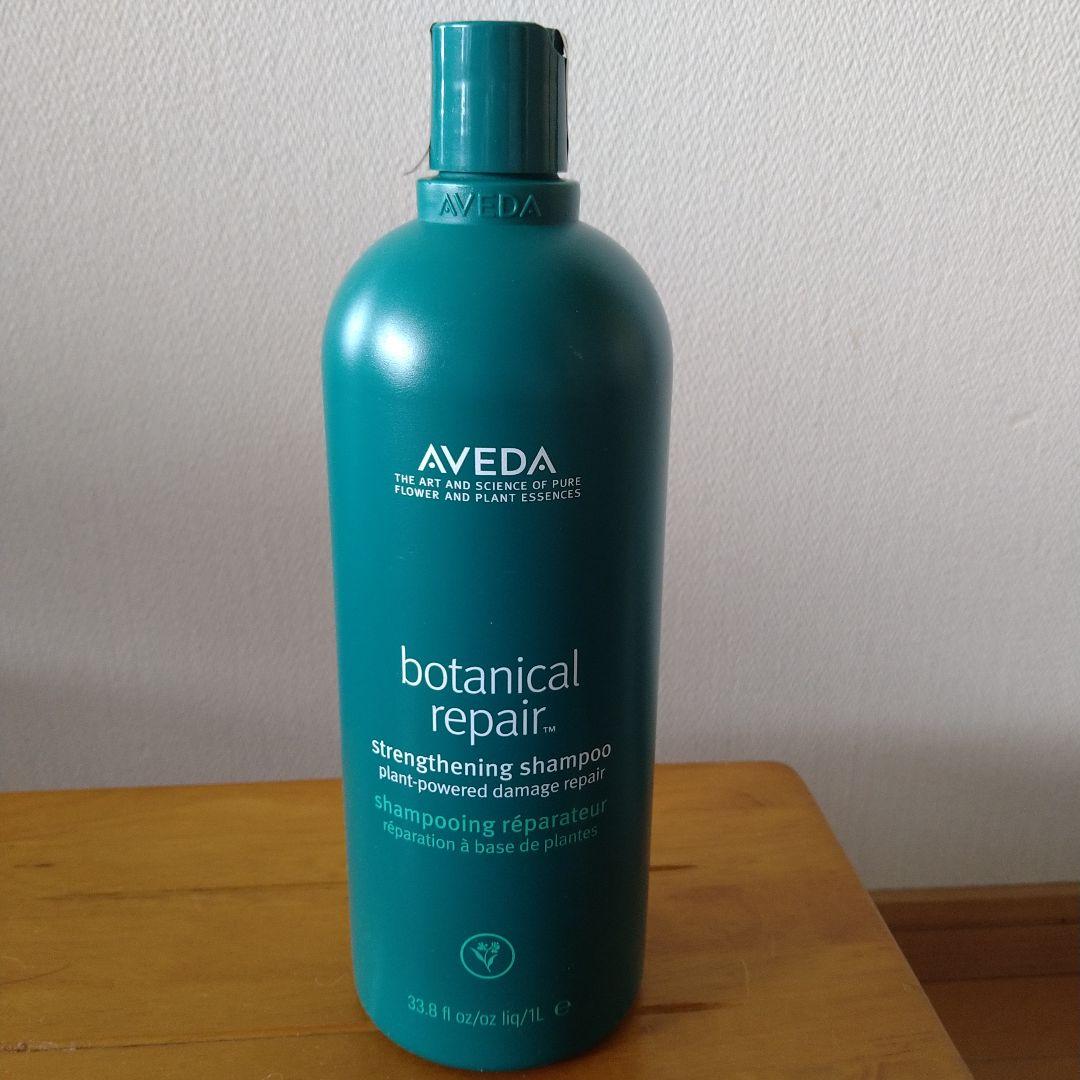 AVEDA
AVEDA
THE ART AND SCIENCE OF PURE
FLOWER AND PLANT ESSENCES
botanical
repair™
strengthening shampoo
plant-powered damage repair
shampooing réparateur
réparation à base de plantes
33.8 fl oz/oz liq/1L ℮